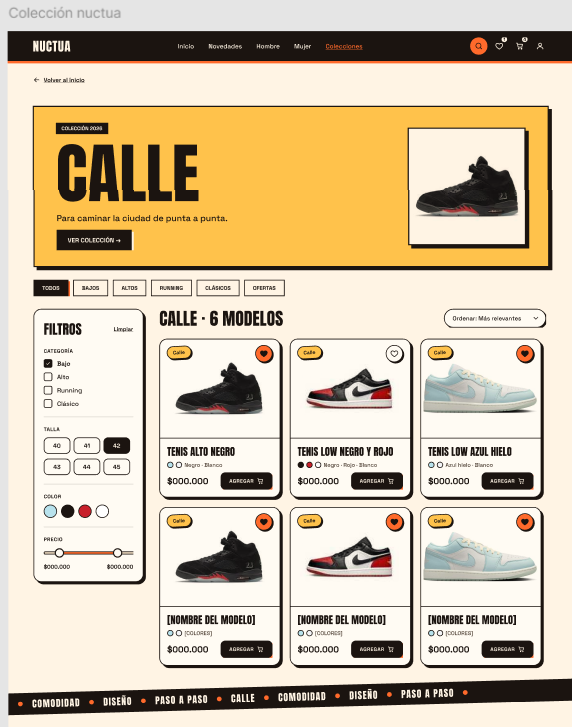 Colección nuctua
NUCTUA
Inicio Novedades Hombre Mujer Colecciones
← Volver al inicio
COLECCIÓN 2026
CALLE
Para caminar la ciudad de punta a punta.
VER COLECCIÓN →
TODOS BAJOS ALTOS RUNNING CLÁSICOS OFERTAS
FILTROS Limpiar
CATEGORÍA
Bajo
Alto
Running
Clásico
TALLA
40 41 42
43 44 45
COLOR
PRECIO
$000.000 $000.000
CALLE · 6 MODELOS
Ordenar: Más relevantes
Calle
TENIS ALTO NEGRO
Negro · Blanco
$000.000 AGREGAR
Calle
TENIS LOW NEGRO Y ROJO
Negro · Rojo · Blanco
$000.000 AGREGAR
Calle
TENIS LOW AZUL HIELO
Azul hielo · Blanco
$000.000 AGREGAR
Calle
[NOMBRE DEL MODELO]
[COLORES]
$000.000 AGREGAR
Calle
[NOMBRE DEL MODELO]
[COLORES]
$000.000 AGREGAR
Calle
[NOMBRE DEL MODELO]
[COLORES]
$000.000 AGREGAR
COMODIDAD • DISEÑO • PASO A PASO • CALLE • COMODIDAD • DISEÑO • PASO A PASO